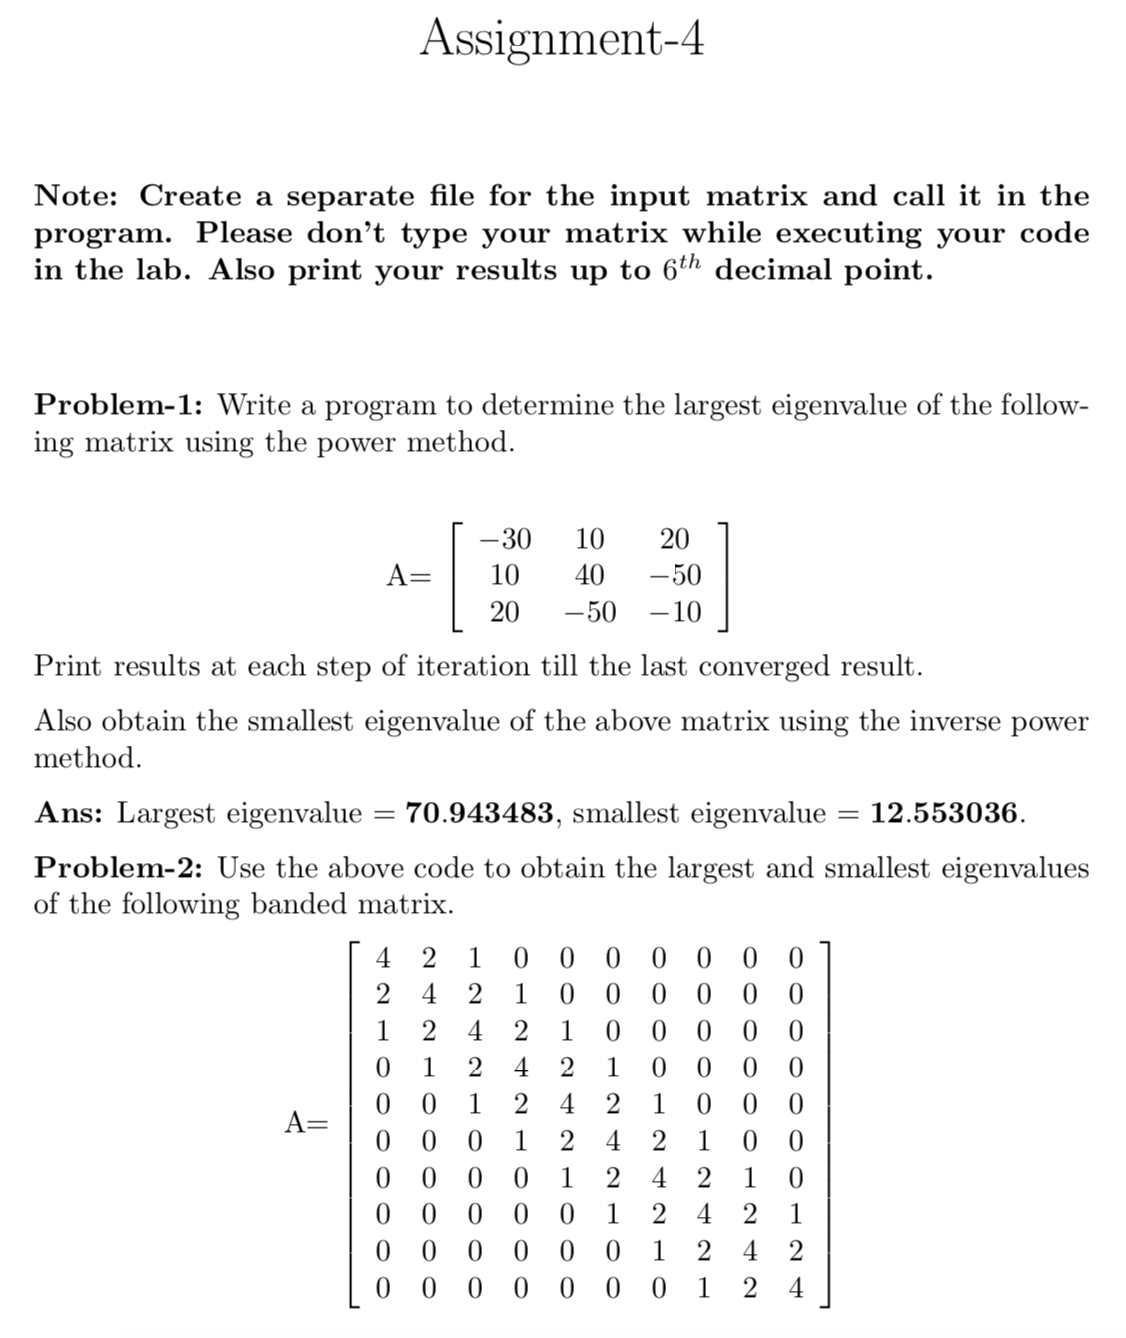 Assignment-4
Note: Create a separate file for the input matrix and call it in the
program. Please don't type your matrix while executing your code
in the lab. Also print your results up to 6th decimal point.
Problem-1: Write a program to determine the largest eigenvalue of the follow-
ing matrix using the power method.
−30 10 20
A= 10 40 −50
20 −50 −10
Print results at each step of iteration till the last converged result.
Also obtain the smallest eigenvalue of the above matrix using the inverse power
method.
Ans: Largest eigenvalue = 70.943483, smallest eigenvalue = 12.553036.
Problem-2: Use the above code to obtain the largest and smallest eigenvalues
of the following banded matrix.
4 2 1 0 0 0 0 0 0 0
2 4 2 1 0 0 0 0 0 0
1 2 4 2 1 0 0 0 0 0
0 1 2 4 2 1 0 0 0 0
0 0 1 2 4 2 1 0 0 0
A=
0 0 0 1 2 4 2 1 0 0
0 0 0 0 1 2 4 2 1 0
0 0 0 0 0 1 2 4 2 1
0 0 0 0 0 0 1 2 4 2
0 0 0 0 0 0 0 1 2 4